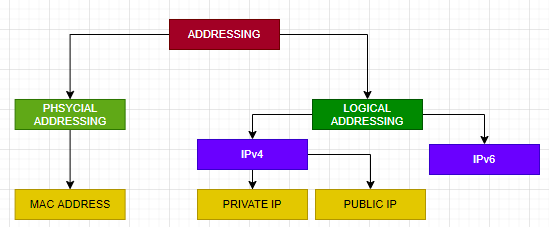 ADDRESSING
PHSYCIAL
ADDRESSING
LOGICAL
ADDRESSING
IPv4
IPv6
MAC ADDRESS
PRIVATE IP
PUBLIC IP